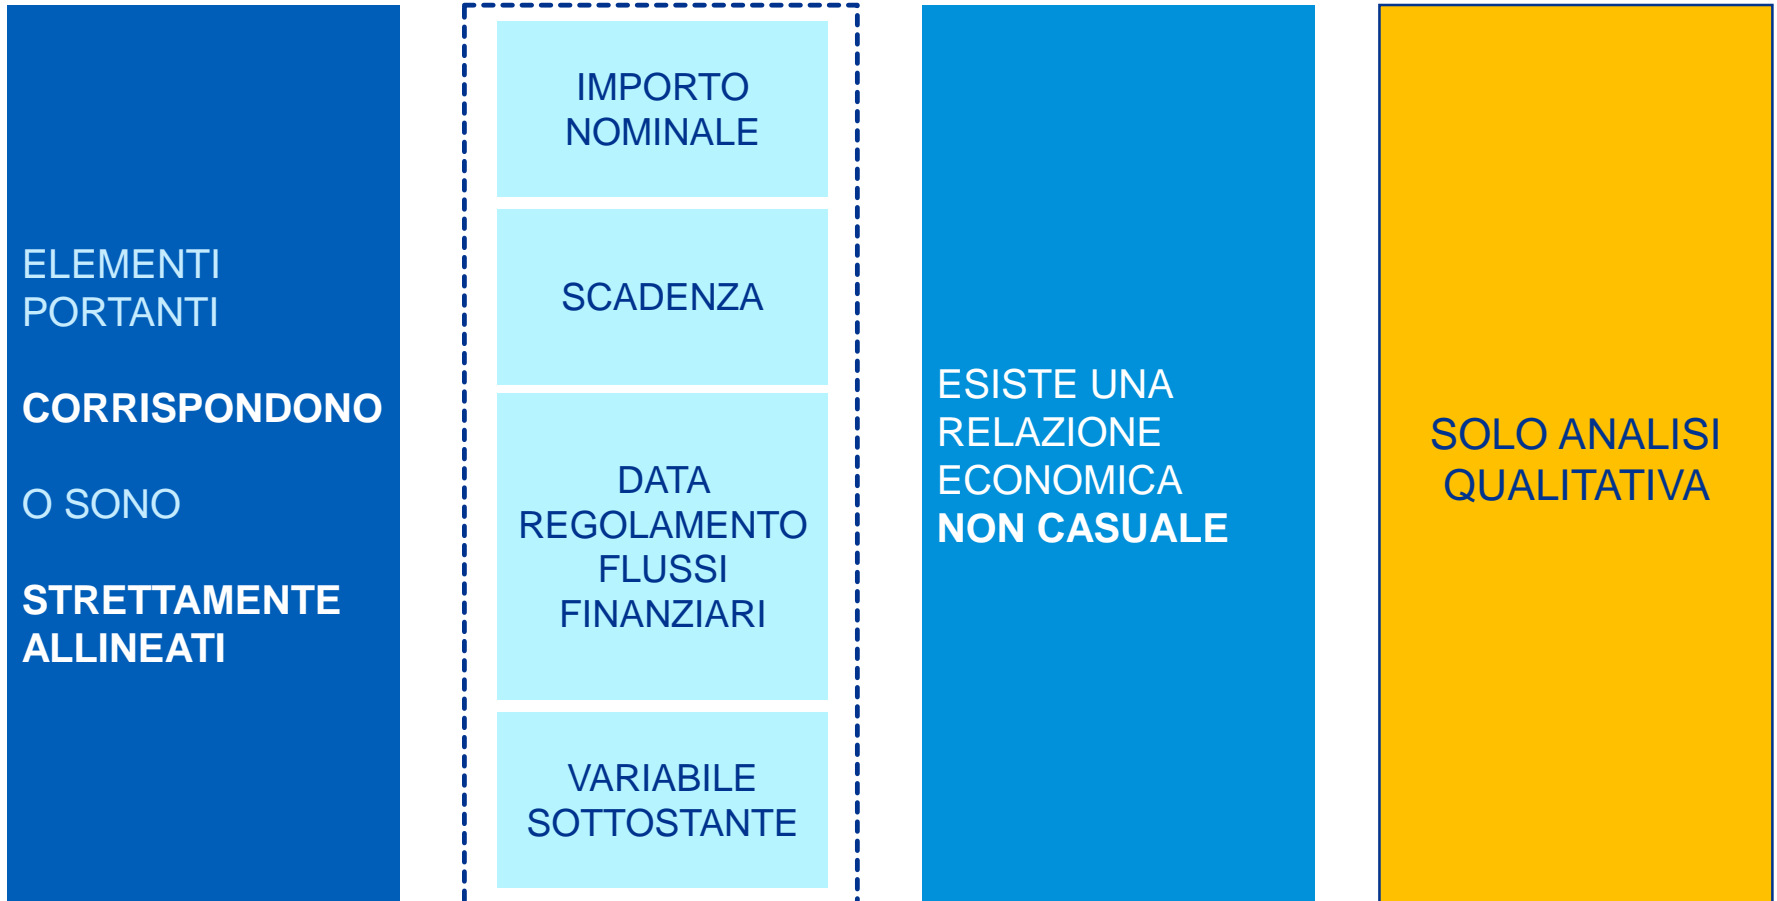 ELEMENTI
PORTANTI
CORRISPONDONO
O SONO
STRETTAMENTE
ALLINEATI
IMPORTO
NOMINALE
SCADENZA
DATA
REGOLAMENTO
FLUSSI
FINANZIARI
VARIABILE
SOTTOSTANTE
ESISTE UNA
RELAZIONE
ECONOMICA
NON CASUALE
SOLO ANALISI
QUALITATIVA